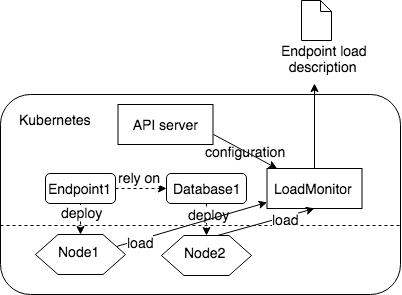 Endpoint load
description
Kubernetes
API server
configuration
Endpoint1
rely on
Database1
LoadMonitor
deploy
deploy
load
Node1
load
Node2